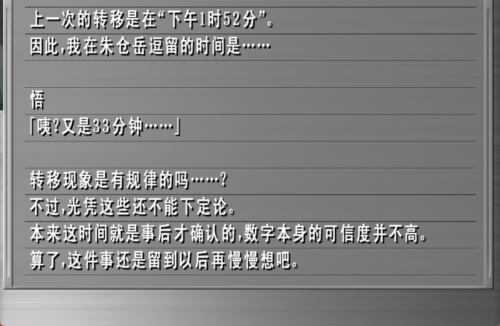 上一次的转移是在“下午1时52分”。
因此,我在朱仓岳逗留的时间是……
悟
「咦?又是33分钟……」
转移现象是有规律的吗……?
不过,光凭这些还不能下定论。
本来这时间就是事后才确认的,数字本身的可信度并不高。
算了,这件事还是留到以后再慢慢想吧。